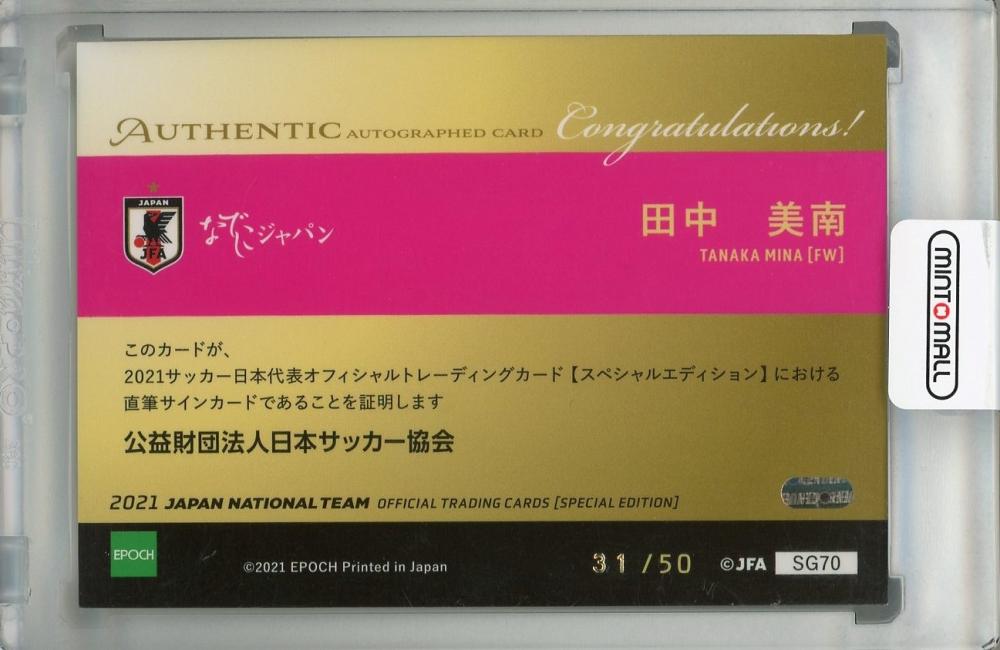 AUTHENTIC AUTOGRAPHED CARD Congratulations!
JAPAN
JFA
なでしこジャパン
田中 美南
TANAKA MINA [FW]
MINT MALL
このカードが、
2021サッカー日本代表オフィシャルトレーディングカード【スペシャルエディション】における
直筆サインカードであることを証明します
公益財団法人日本サッカー協会
2021 JAPAN NATIONAL TEAM OFFICIAL TRADING CARDS [SPECIAL EDITION]
EPOCH
©2021 EPOCH Printed in Japan
31/50
©JFA
SG70